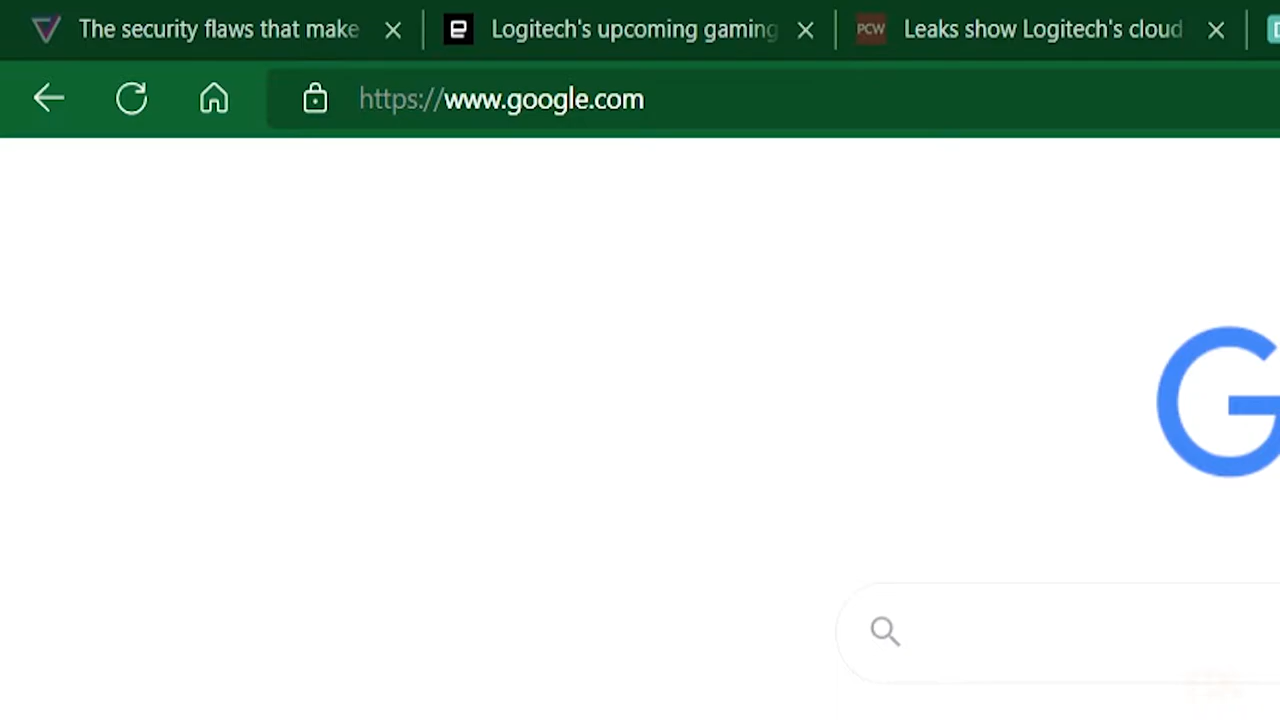 The security flaws that make
Logitech's upcoming gaming
PCW Leaks show Logitech's cloud
https://www.google.com
G